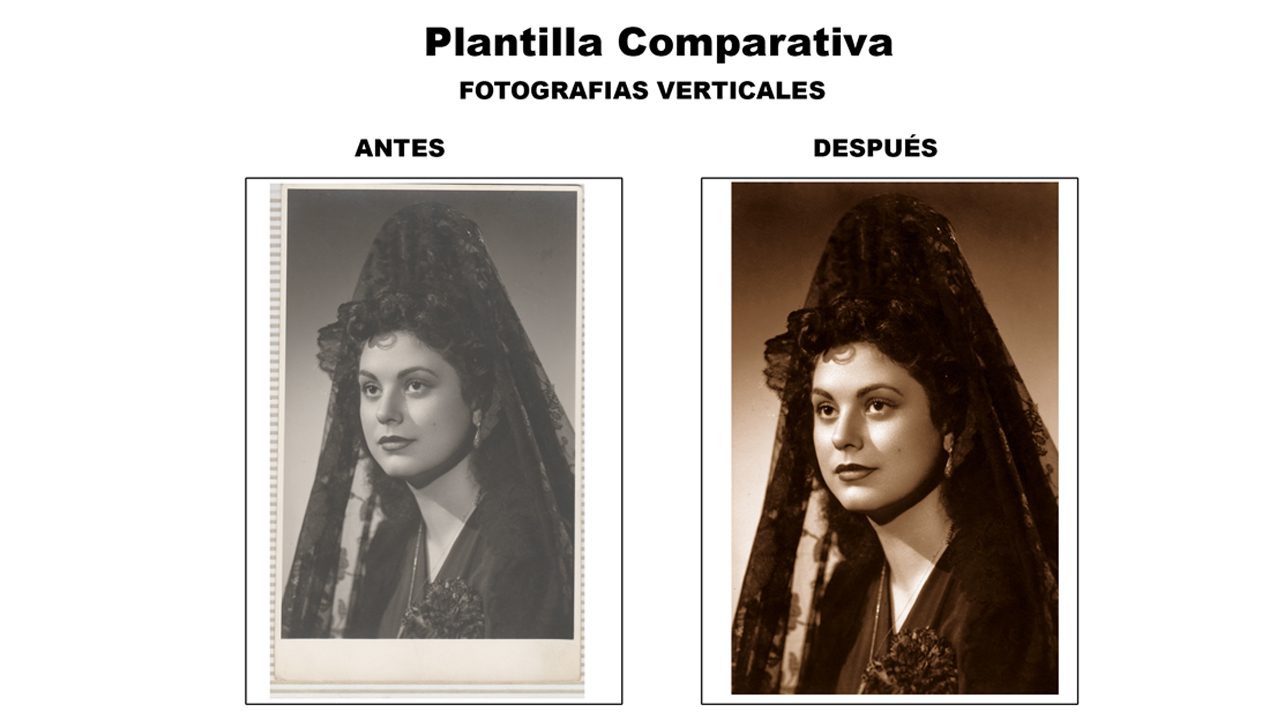 Plantilla Comparativa
FOTOGRAFIAS VERTICALES
ANTES
DESPUÉS